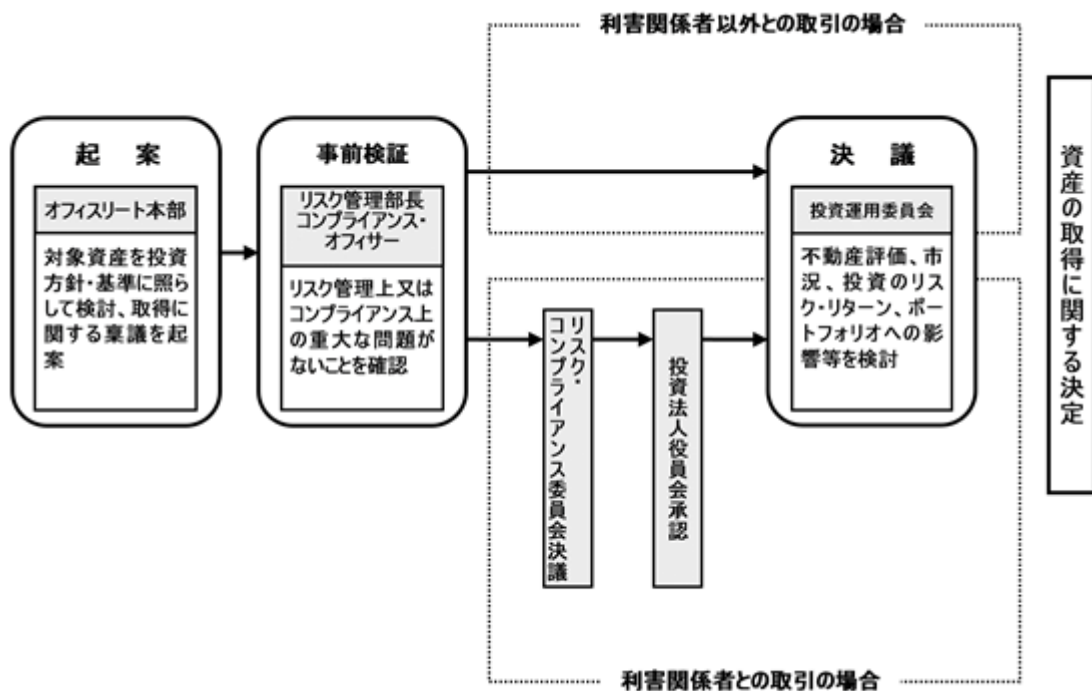 利害関係者以外との取引の場合
起 案
オフィスリート本部
対象資産を投資
方針・基準に照ら
して検討、取得に
関する稟議を起
案
事前検証
リスク管理部長
コンプライアンス・
オフィサー
リスク管理上又は
コンプライアンス上
の重大な問題が
ないことを確認
リスク・
コンプライアンス委員会決議
投資法人役員会承認
決 議
投資運用委員会
不動産評価、市
況、投資のリス
ク・リターン、ポー
トフォリオへの影
響等を検討
資産の取得に関する決定
利害関係者との取引の場合